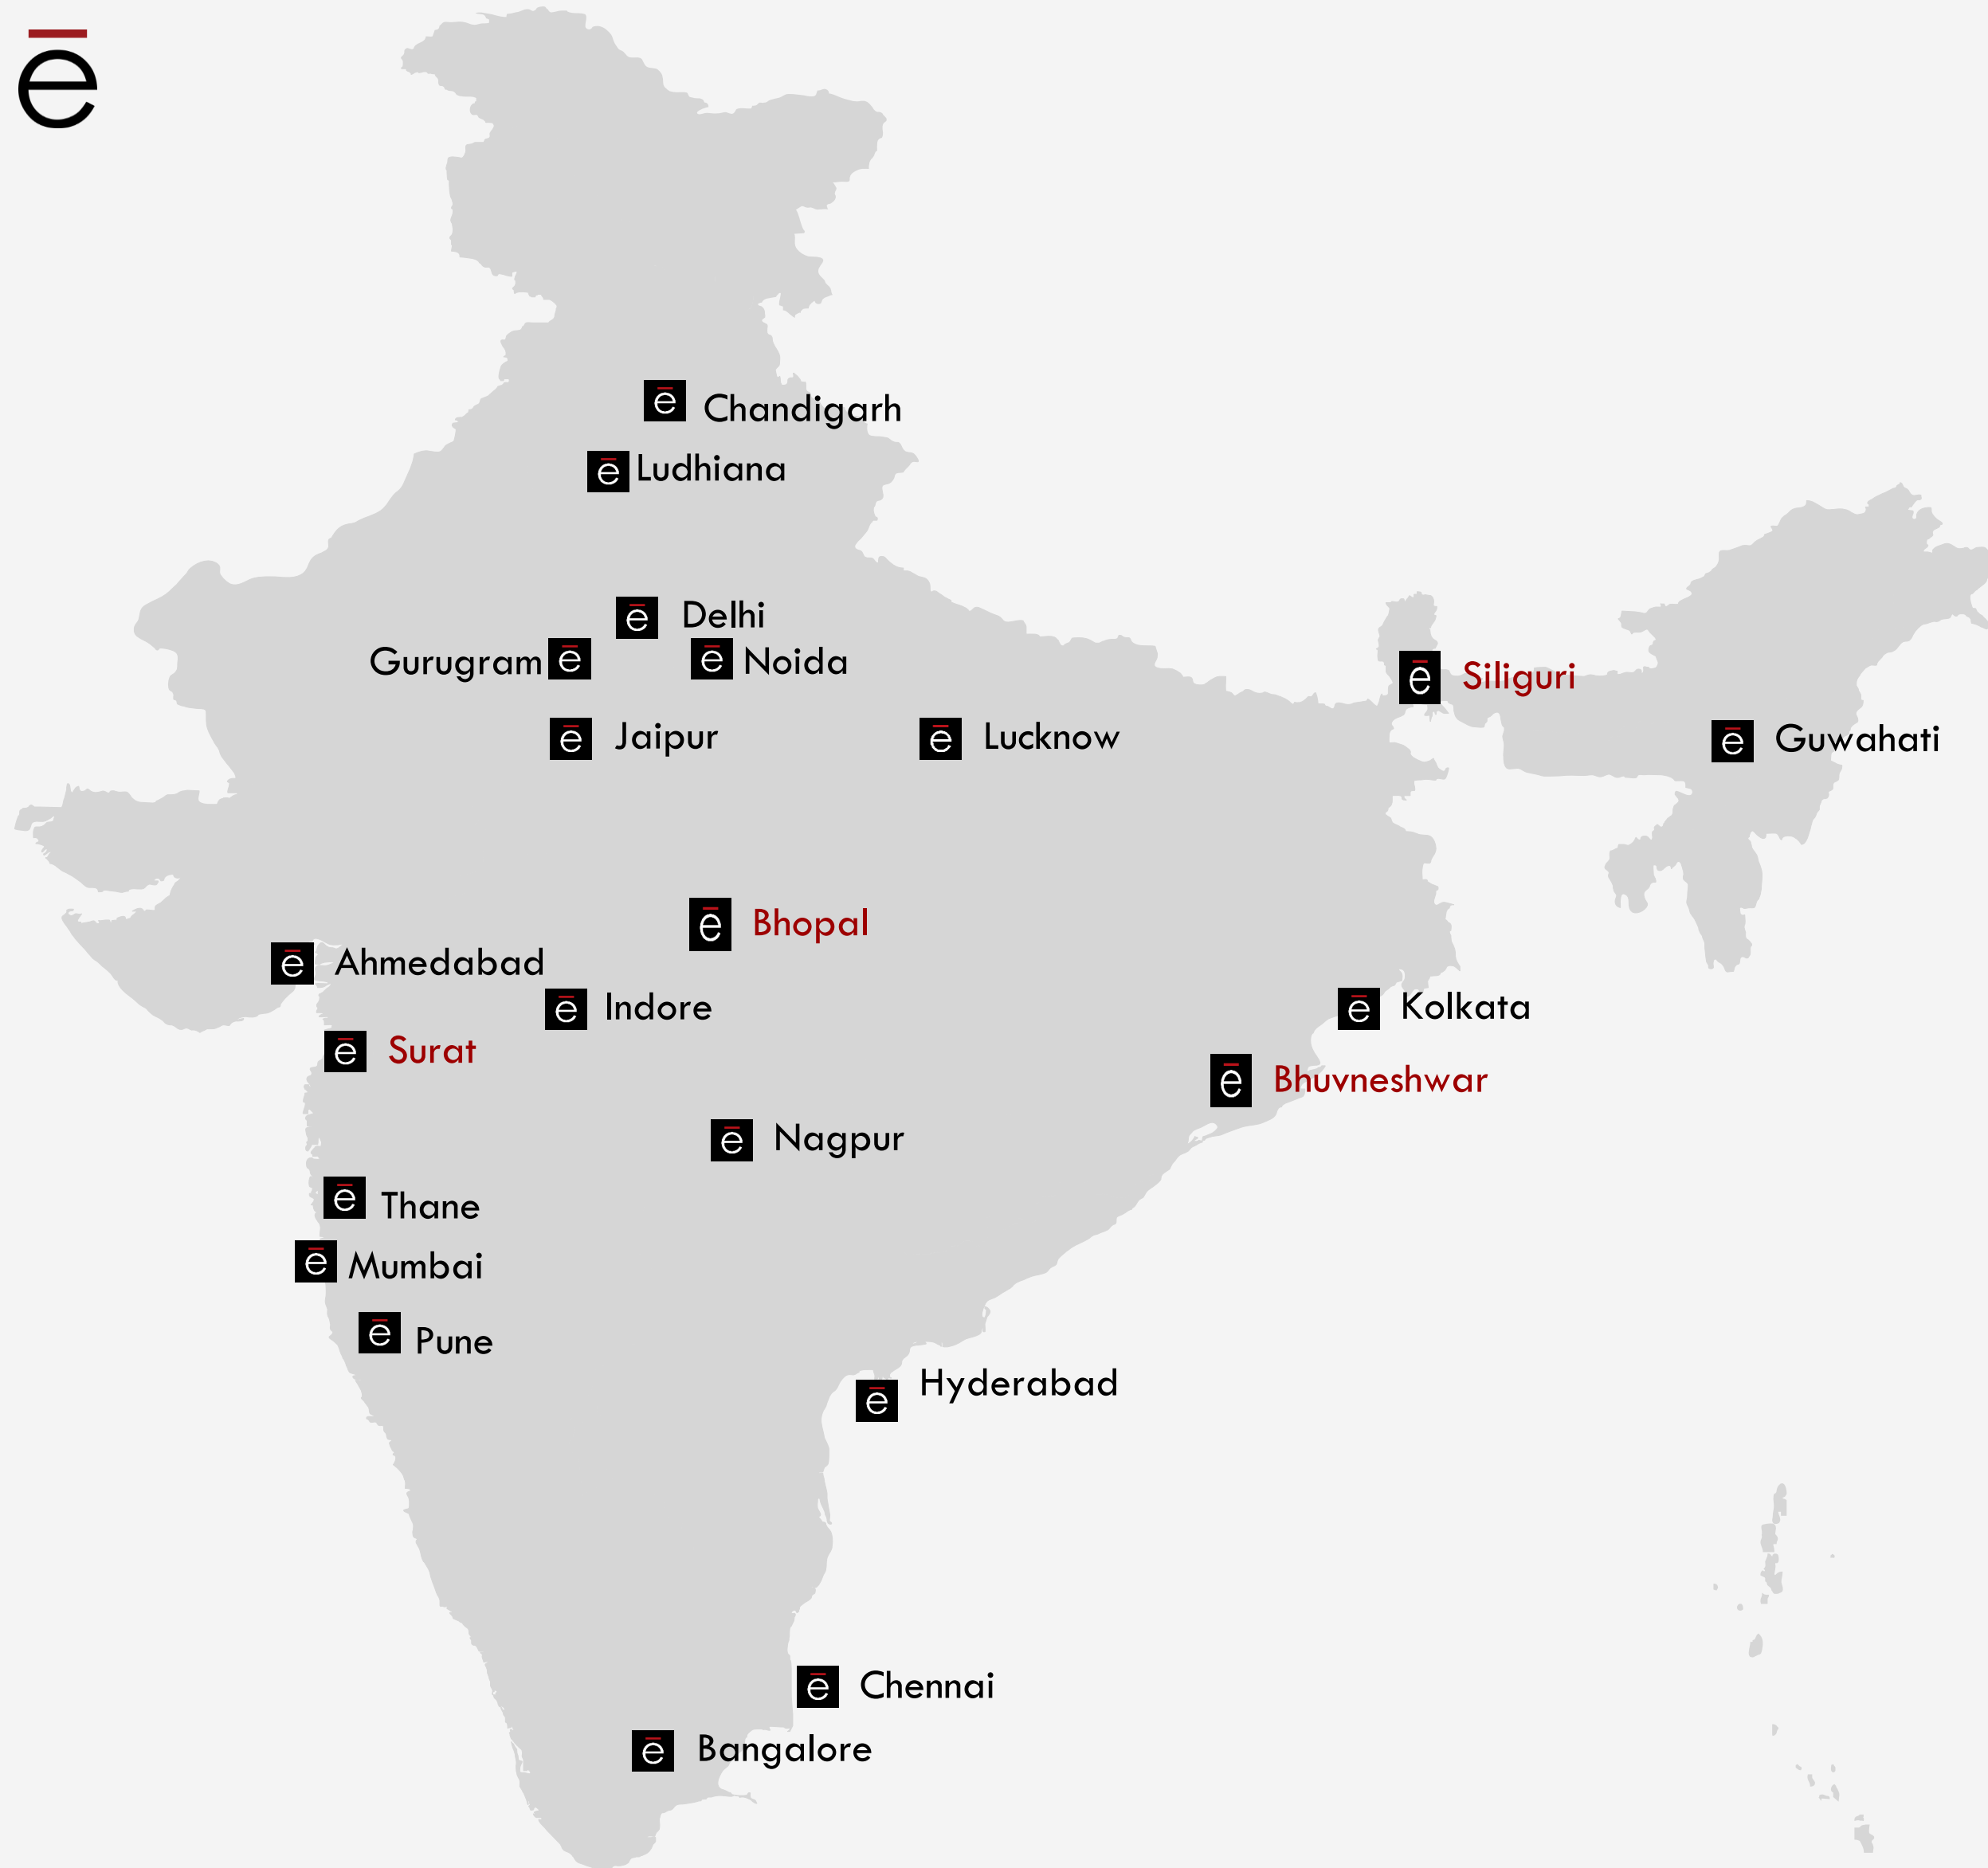 ē
Chandigarh
Ludhiana
Delhi
Gurugram
Noida
Siliguri
Jaipur
Lucknow
Guwahati
Bhopal
Ahmedabad
Indore
Kolkata
Surat
Bhuvneshwar
Nagpur
Thane
Mumbai
Pune
Hyderabad
Chennai
Bangalore